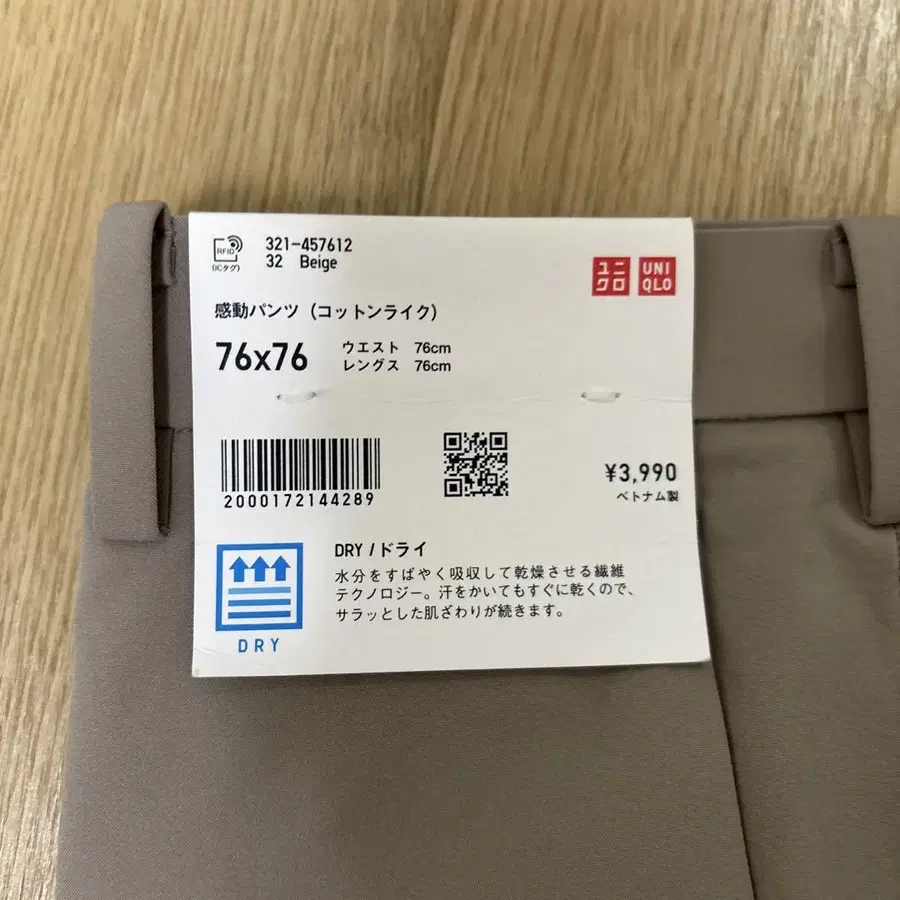 RFID
(ICタグ)
321-457612
32 Beige
ユニ
クロ
UNI
QLO
感動パンツ (コットンライク)
76x76
ウエスト 76cm
レングス 76cm
2000172144289
¥3,990
ベトナム製
DRY
DRY / ドライ
水分をすばやく吸収して乾燥させる繊維
テクノロジー。汗をかいてもすぐに乾くので、
サラッとした肌ざわりが続きます。